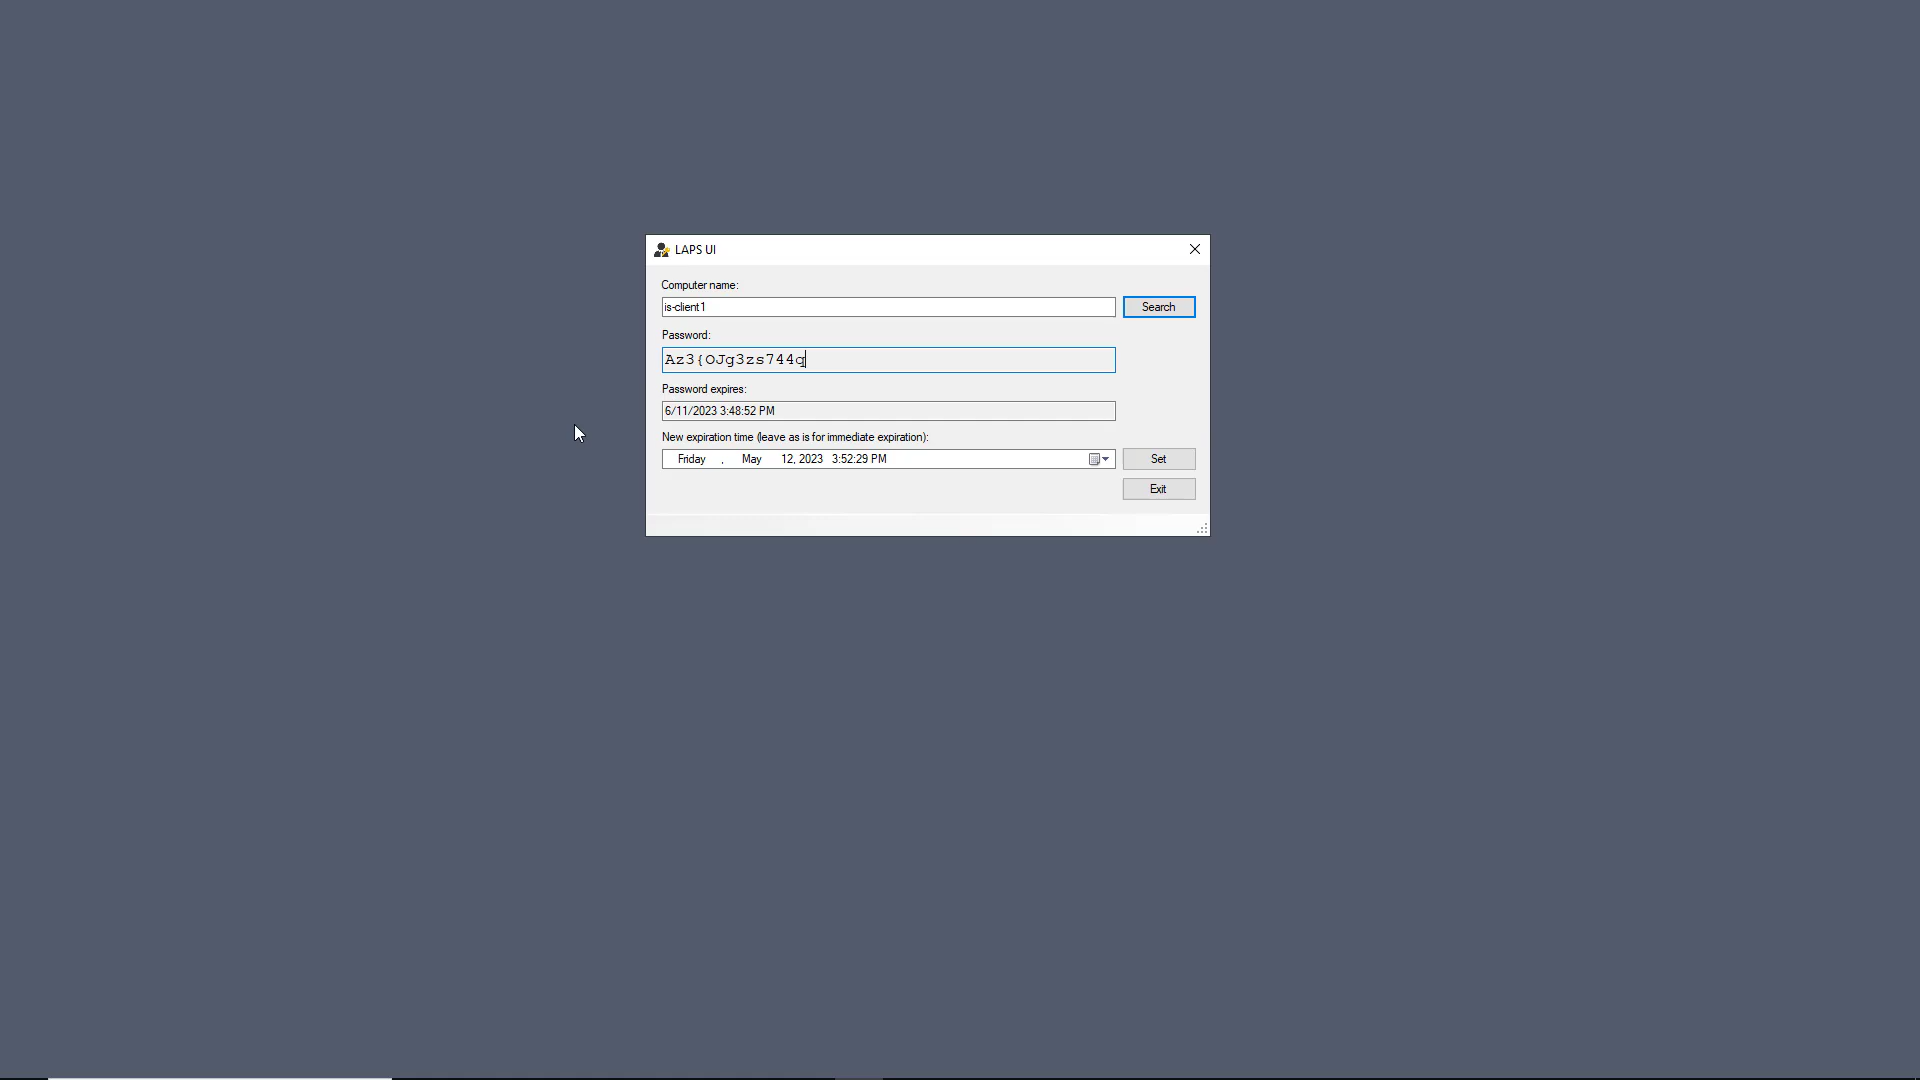 LAPS UI
Computer name:
is-client1
Search
Password:
Az3{OJg3zs744q
Password expires:
6/11/2023 3:48:52 PM
New expiration time (leave as is for immediate expiration):
Friday , May 12, 2023 3:52:29 PM
Set
Exit